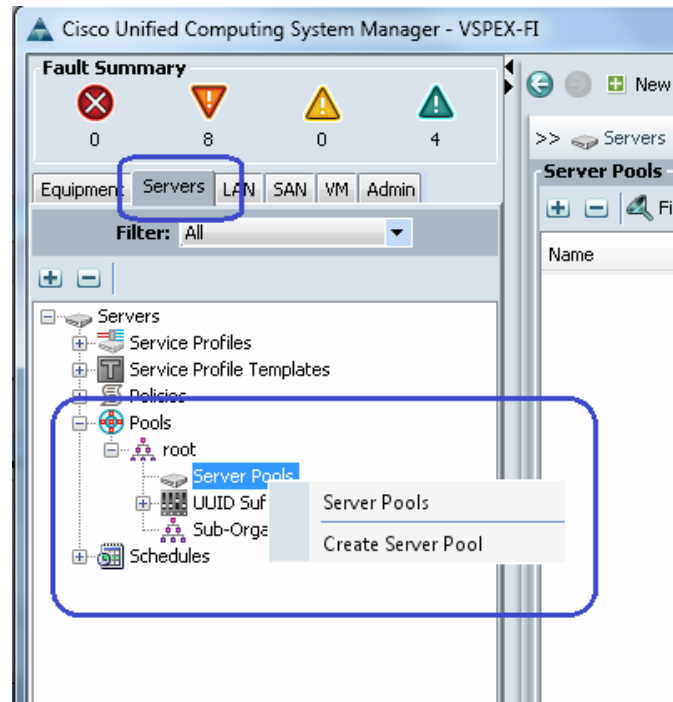 Cisco Unified Computing System Manager - VSPEX-FI
Fault Summary
0 8 0 4
Equipment Servers LAN SAN VM Admin
Filter: All
Servers
Service Profiles
Service Profile Templates
Policies
Pools
root
Server Pools
UUID Suf
Sub-Orga
Schedules
Server Pools
Create Server Pool
New
>> Servers
Server Pools
Fi
Name